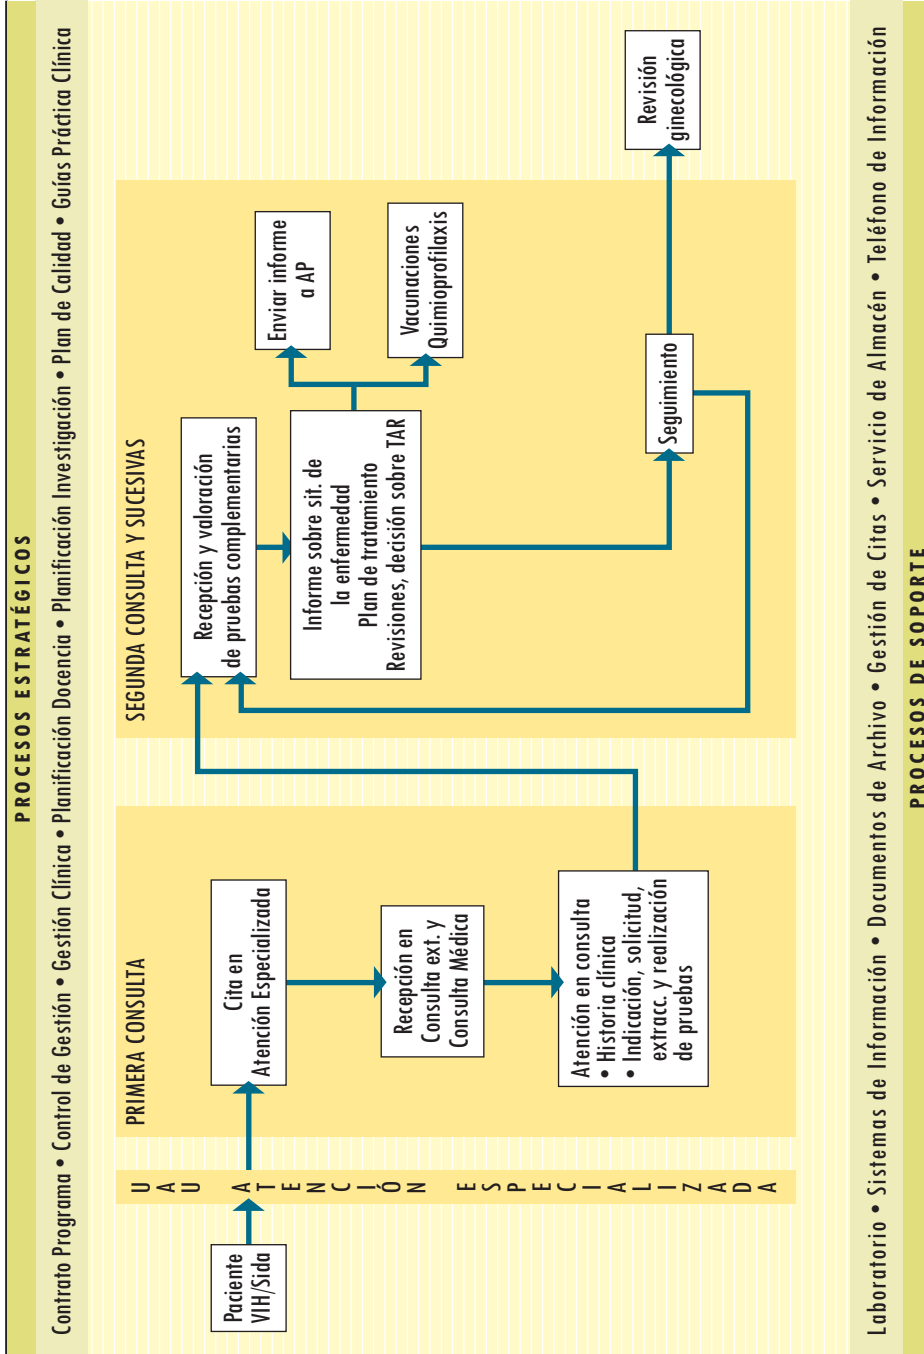 PROCESOS ESTRATÉGICOS
Contrato Programa • Control de Gestión • Gestión Clínica • Planificación Docencia • Planificación Investigación • Plan de Calidad • Guías Práctica Clínica
Paciente
VIH/Sida
UAU ATENCIÓN ESPECIALIZADA
PRIMERA CONSULTA
Cita en
Atención Especializada
Recepción en
Consulta ext. y
Consulta Médica
Atención en consulta
• Historia clínica
• Indicación, solicitud,
extracc. y realización
de pruebas
SEGUNDA CONSULTA Y SUCESIVAS
Recepción y valoración
de pruebas complementarias
Informe sobre sit. de
la enfermedad
Plan de tratamiento
Revisiones, decisión sobre TAR
Enviar informe
a AP
Vacunaciones
Quimioprofilaxis
Seguimiento
Revisión
ginecológica
Laboratorio • Sistemas de Información • Documentos de Archivo • Gestión de Citas • Servicio de Almacén • Teléfono de Información
PROCESOS DE SOPORTE